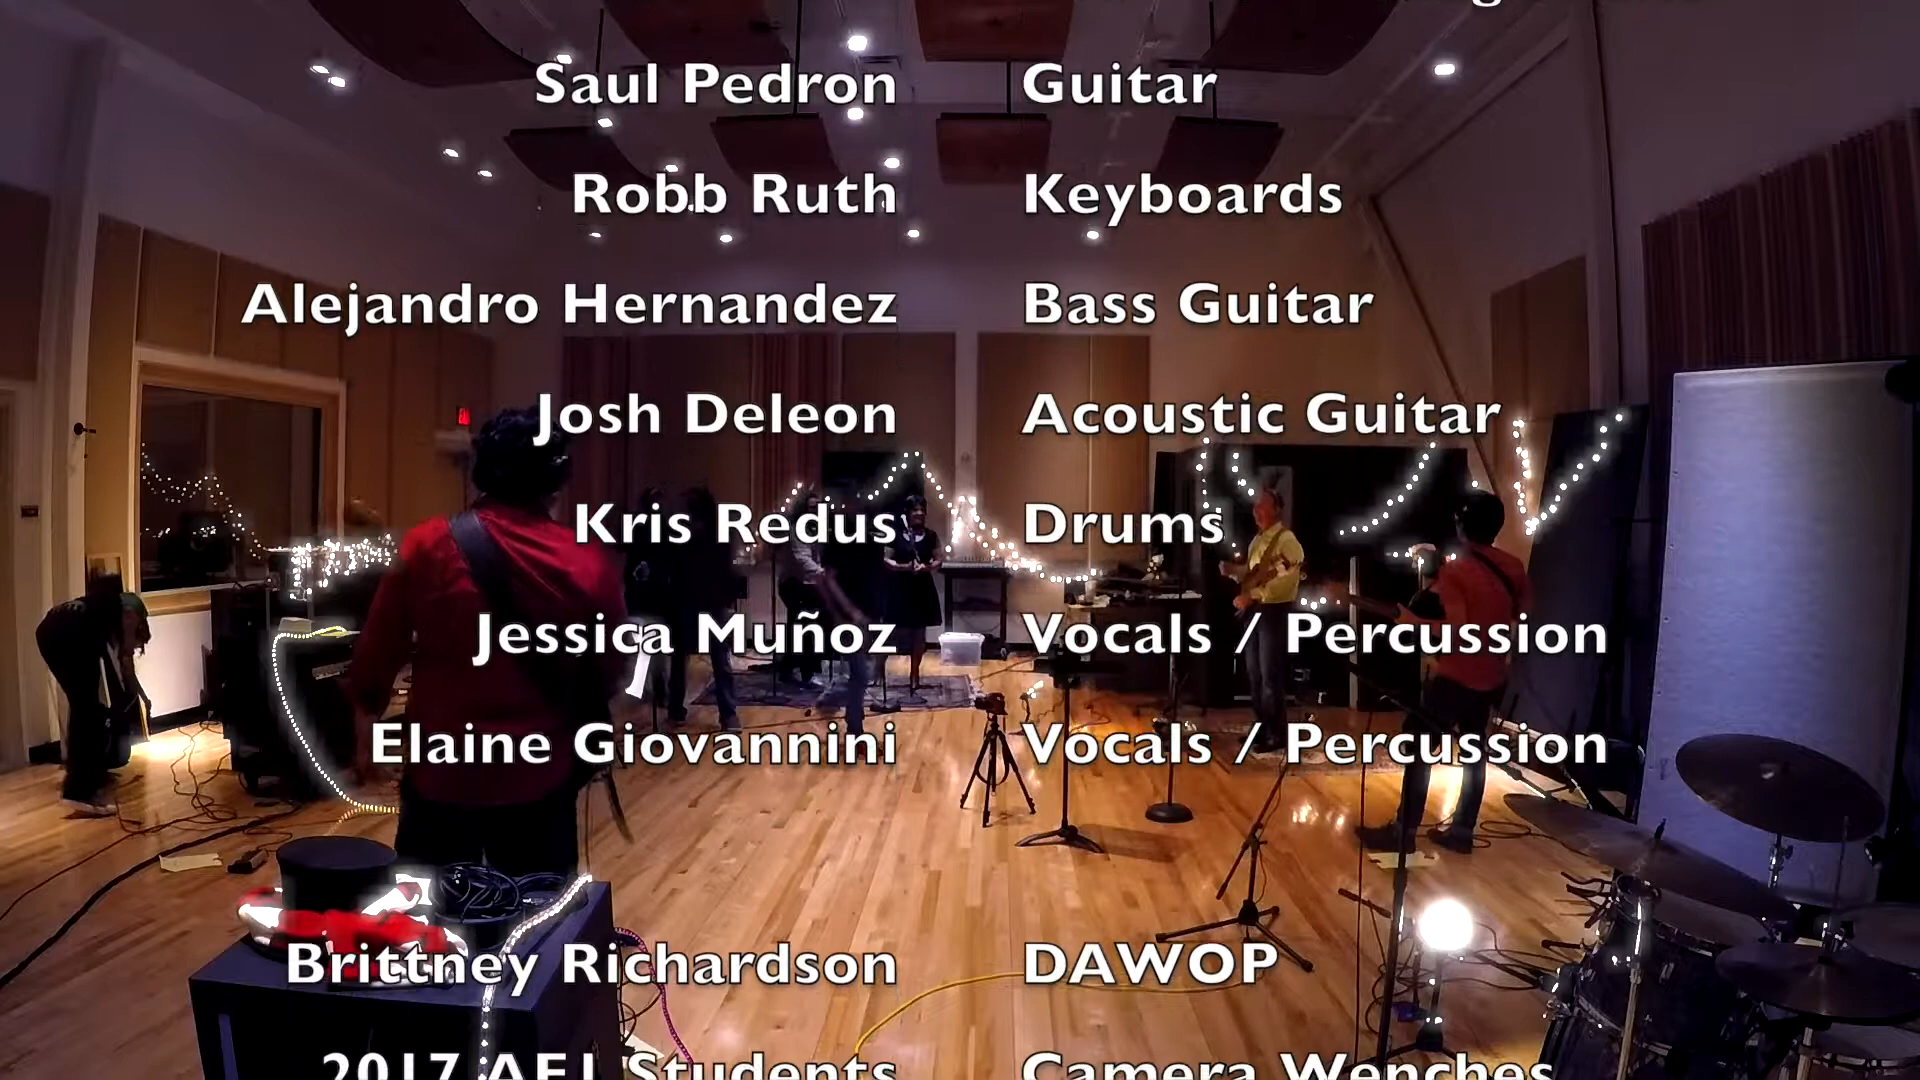 Saul Pedron Guitar
Robb Ruth Keyboards
Alejandro Hernandez Bass Guitar
Josh Deleon Acoustic Guitar
Kris Redus Drums
Jessica Muñoz Vocals / Percussion
Elaine Giovannini Vocals / Percussion
Brittney Richardson DAWOP
2017 AE1 Students Camera Wenches